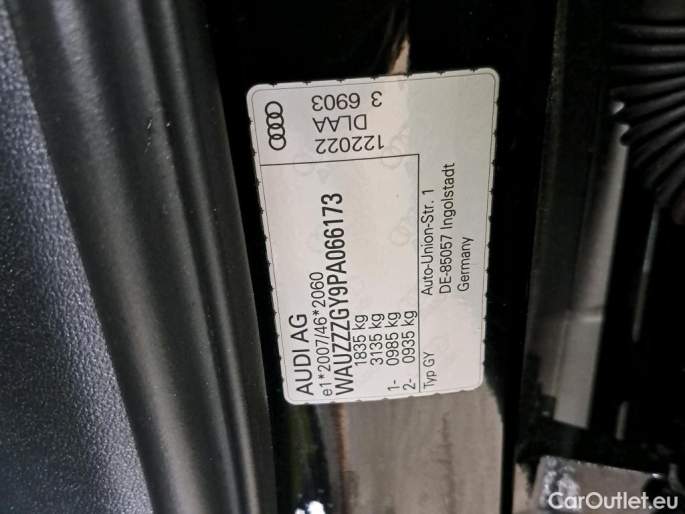 AUDI AG
e1*2007/46*2060
WAUZZZGY9PA066173
1835 kg
3135 kg
1- 0985 kg
2- 0935 kg
Typ GY
122022
DLAA
3 6903
Auto-Union-Str. 1
DE-85057 Ingolstadt
Germany
CarOutlet.eu